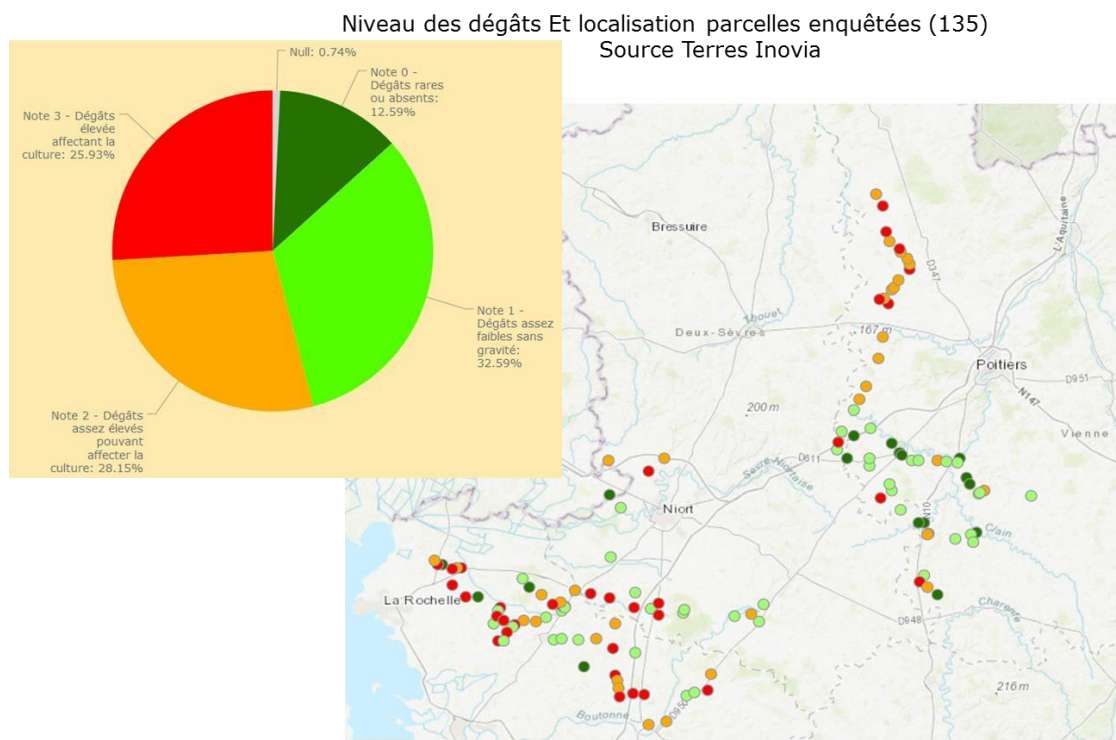 Niveau des dégâts Et localisation parcelles enquêtées (135)
Source Terres Inovia
Null: 0.74%
Note 0 -
Dégâts rares
ou absents:
12.59%
Note 3 - Dégâts
élevée
affectant la
culture: 25.93%
Note 1 -
Dégâts assez
faibles sans
gravité:
32.59%
Note 2 - Dégâts
assez élevés
pouvant
affecter la
culture: 28.15%
Bressuire
L'Aquitaine
D347
Thouet
Deux-Sèvres
167 m
Poitiers
D951
N147
200 m
Vienne
D611
Sèvre-Niortaise
Niort
N10
Clain
La Rochelle
Charente
D948
216 m
D950
Boutonne